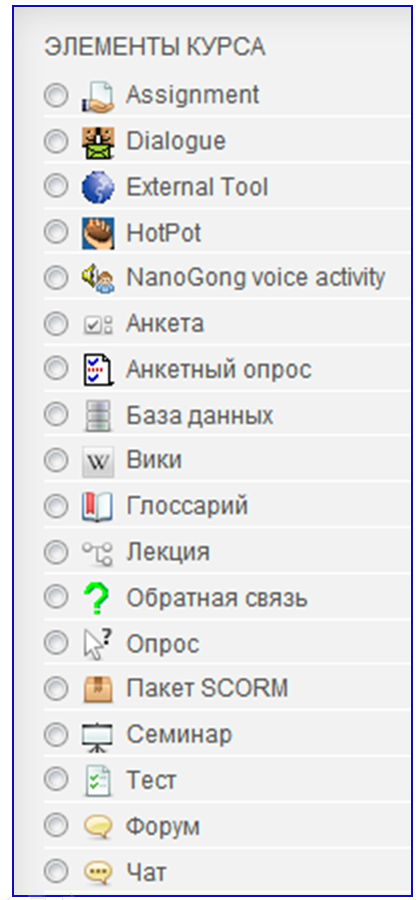 ЭЛЕМЕНТЫ КУРСА
Assignment
Dialogue
External Tool
HotPot
NanoGong voice activity
Анкета
Анкетный опрос
База данных
W Вики
Глоссарий
Лекция
? Обратная связь
? Опрос
Пакет SCORM
Семинар
Тест
Форум
Чат